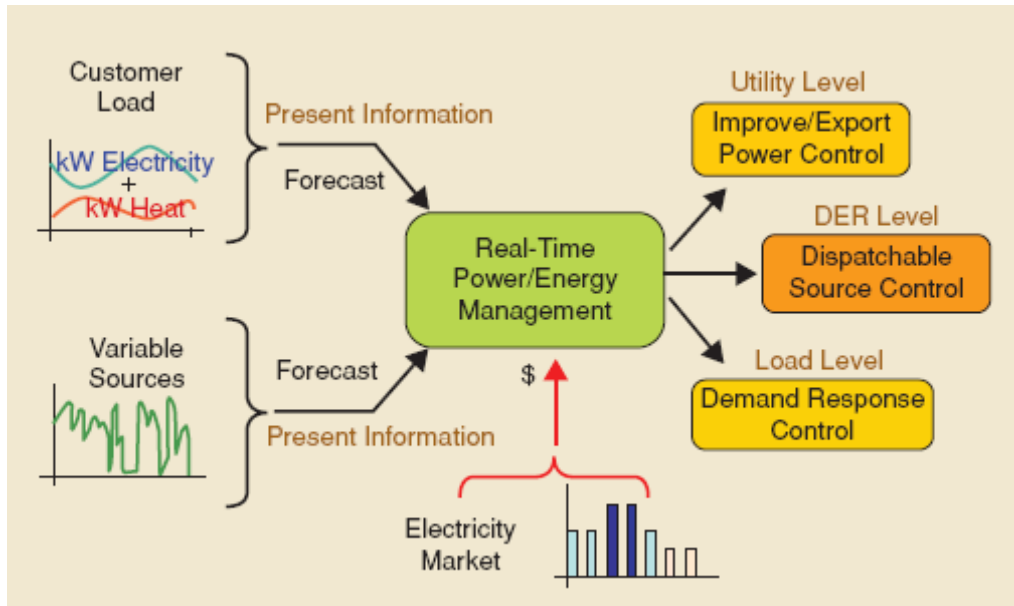 Customer
Load
kW Electricity
+
kW Heat
Present Information
Forecast
Variable
Sources
Forecast
Present Information
Real-Time
Power/Energy
Management
$
Electricity
Market
Utility Level
Improve/Export
Power Control
DER Level
Dispatchable
Source Control
Load Level
Demand Response
Control